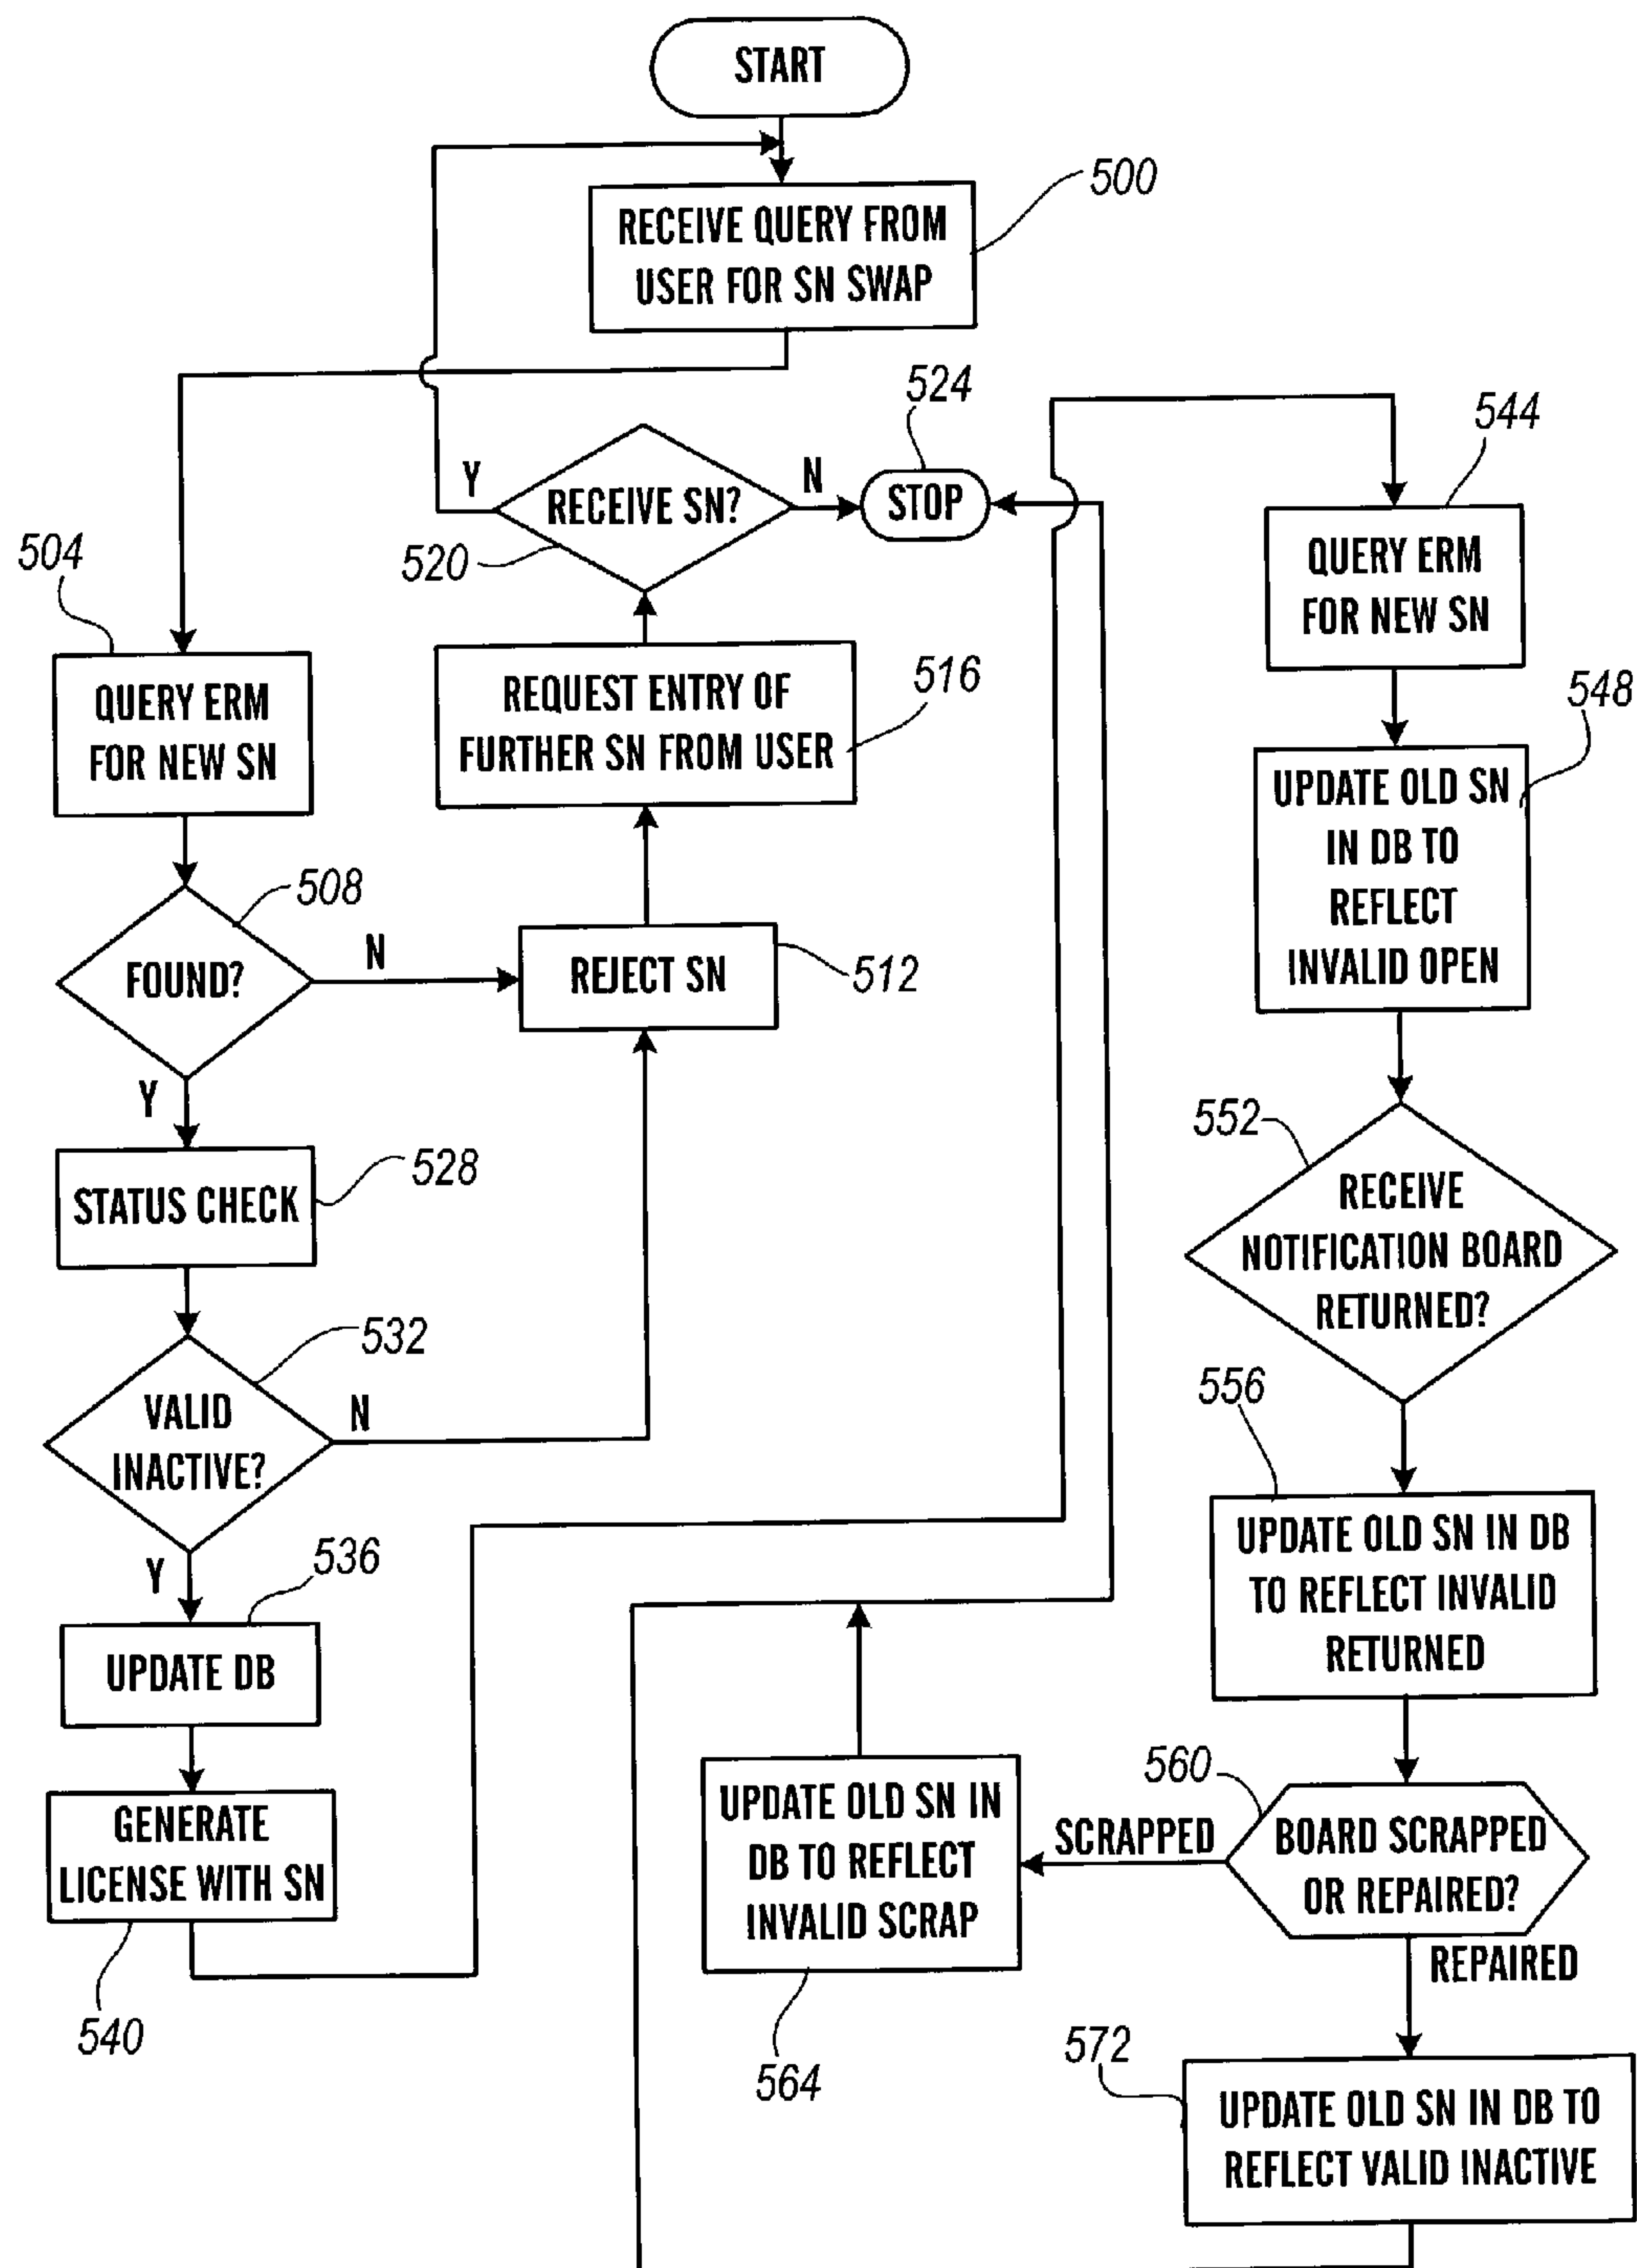 START
500
RECEIVE QUERY FROM
USER FOR SN SWAP
524
544
Y
N
RECEIVE SN?
STOP
520
504
QUERY ERM
FOR NEW SN
QUERY ERM
FOR NEW SN
REQUEST ENTRY OF
FURTHER SN FROM USER
516
548
UPDATE OLD SN
IN DB TO
REFLECT
INVALID OPEN
508
FOUND?
N
REJECT SN
512
Y
STATUS CHECK
528
552
RECEIVE
NOTIFICATION BOARD
RETURNED?
532
VALID
INACTIVE?
N
556
UPDATE OLD SN IN DB
TO REFLECT INVALID
RETURNED
Y
536
UPDATE DB
GENERATE
LICENSE WITH SN
540
UPDATE OLD SN IN
DB TO REFLECT
INVALID SCRAP
564
SCRAPPED
560
BOARD SCRAPPED
OR REPAIRED?
REPAIRED
572
UPDATE OLD SN IN DB TO
REFLECT VALID INACTIVE